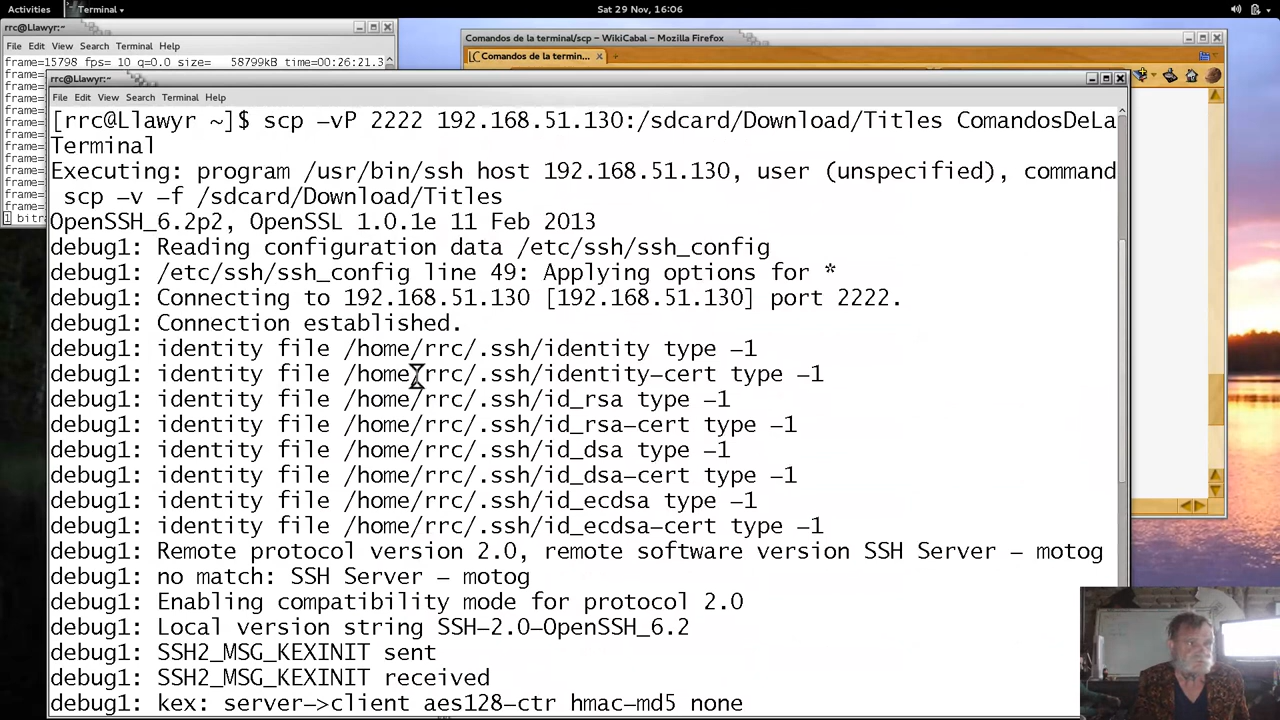 Activities
Terminal
Sat 29 Nov, 16:06
rrc@Llawyr:~
File Edit View Search Terminal Help
frame=15798 fps= 10 q=0.0 size= 58799kB time=00:26:21.3
Comandos de la terminal/scp – WikiCabal – Mozilla Firefox
Comandos de la termin...
rrc@Llawyr:~
File Edit View Search Terminal Help
[rrc@Llawyr ~]$ scp –vP 2222 192.168.51.130:/sdcard/Download/Titles ComandosDeLa
Terminal
Executing: program /usr/bin/ssh host 192.168.51.130, user (unspecified), command
scp –v –f /sdcard/Download/Titles
OpenSSH_6.2p2, OpenSSL 1.0.1e 11 Feb 2013
debug1: Reading configuration data /etc/ssh/ssh_config
debug1: /etc/ssh/ssh_config line 49: Applying options for *
debug1: Connecting to 192.168.51.130 [192.168.51.130] port 2222.
debug1: Connection established.
debug1: identity file /home/rrc/.ssh/identity type –1
debug1: identity file /home/rrc/.ssh/identity–cert type –1
debug1: identity file /home/rrc/.ssh/id_rsa type –1
debug1: identity file /home/rrc/.ssh/id_rsa–cert type –1
debug1: identity file /home/rrc/.ssh/id_dsa type –1
debug1: identity file /home/rrc/.ssh/id_dsa–cert type –1
debug1: identity file /home/rrc/.ssh/id_ecdsa type –1
debug1: identity file /home/rrc/.ssh/id_ecdsa–cert type –1
debug1: Remote protocol version 2.0, remote software version SSH Server – motog
debug1: no match: SSH Server – motog
debug1: Enabling compatibility mode for protocol 2.0
debug1: Local version string SSH–2.0–OpenSSH_6.2
debug1: SSH2_MSG_KEXINIT sent
debug1: SSH2_MSG_KEXINIT received
debug1: kex: server–>client aes128–ctr hmac–md5 none